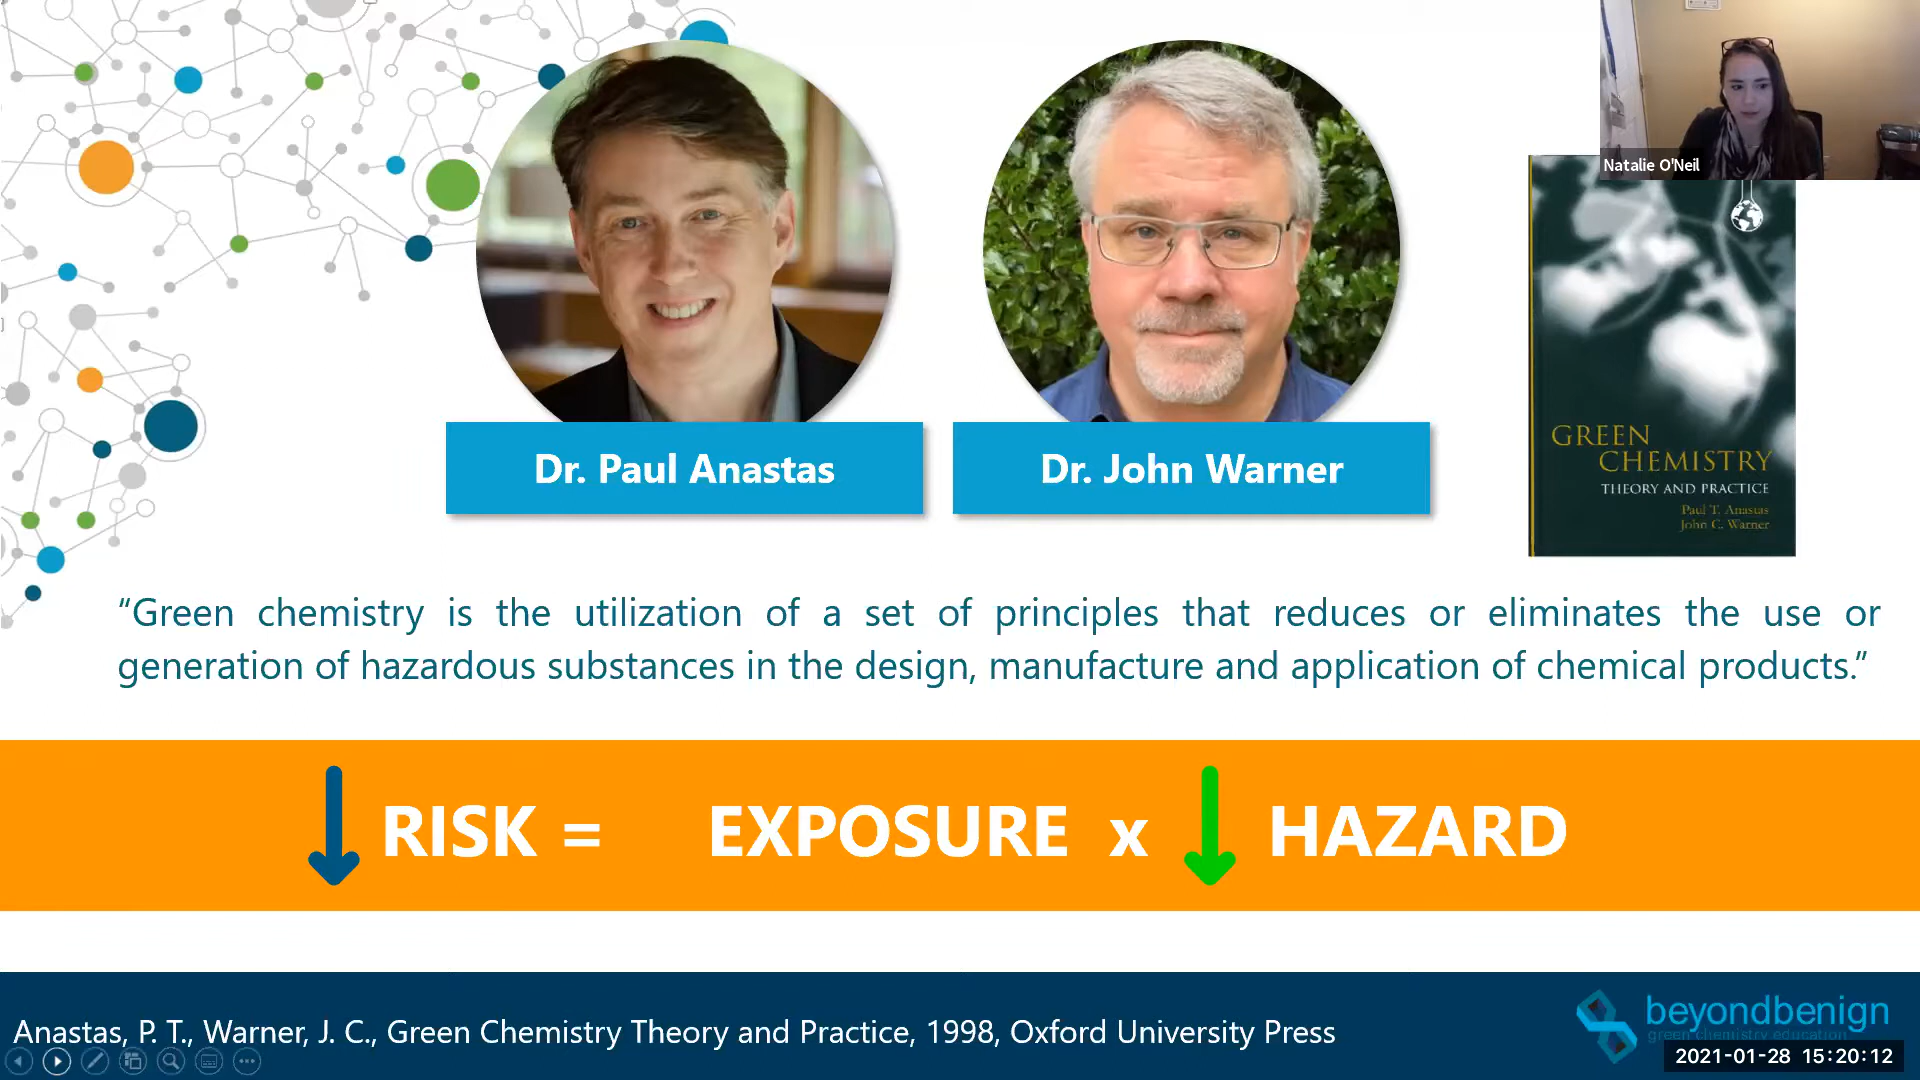 Natalie O'Neil
Dr. Paul Anastas
Dr. John Warner
GREEN
CHEMISTRY
THEORY AND PRACTICE
Paul T. Anastas
John C. Warner
“Green chemistry is the utilization of a set of principles that reduces or eliminates the use or
generation of hazardous substances in the design, manufacture and application of chemical products.”
RISK = EXPOSURE x HAZARD
Anastas, P. T., Warner, J. C., Green Chemistry Theory and Practice, 1998, Oxford University Press
beyondbenign
green chemistry education
2021-01-28 15:20:12